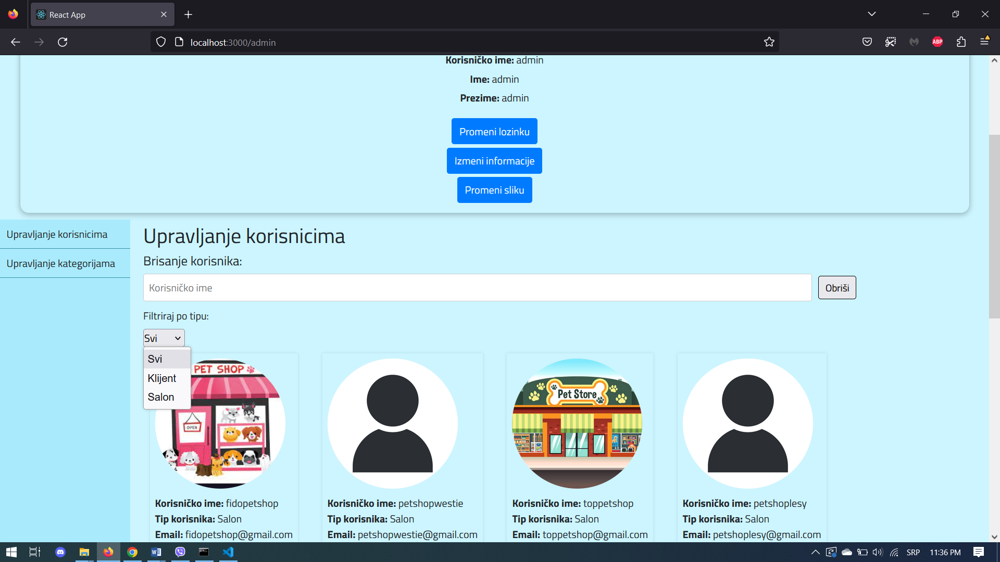 React App
localhost:3000/admin
ABP
Korisničko ime: admin
Ime: admin
Prezime: admin
Promeni lozinku
Izmeni informacije
Promeni sliku
Upravljanje korisnicima
Upravljanje kategorijama
Upravljanje korisnicima
Brisanje korisnika:
Korisničko ime
Obriši
Filtriraj po tipu:
Svi
Svi
Klijent
Salon
PET SHOP
OPEN
Pet Store
Korisničko ime: fidopetshop
Tip korisnika: Salon
Email: fidopetshop@gmail.com
Korisničko ime: petshopwestie
Tip korisnika: Salon
Email: petshopwestie@gmail.com
Korisničko ime: toppetshop
Tip korisnika: Salon
Email: toppetshop@gmail.com
Korisničko ime: petshoplesy
Tip korisnika: Salon
Email: petshoplesy@gmail.com
SRP
11:36 PM